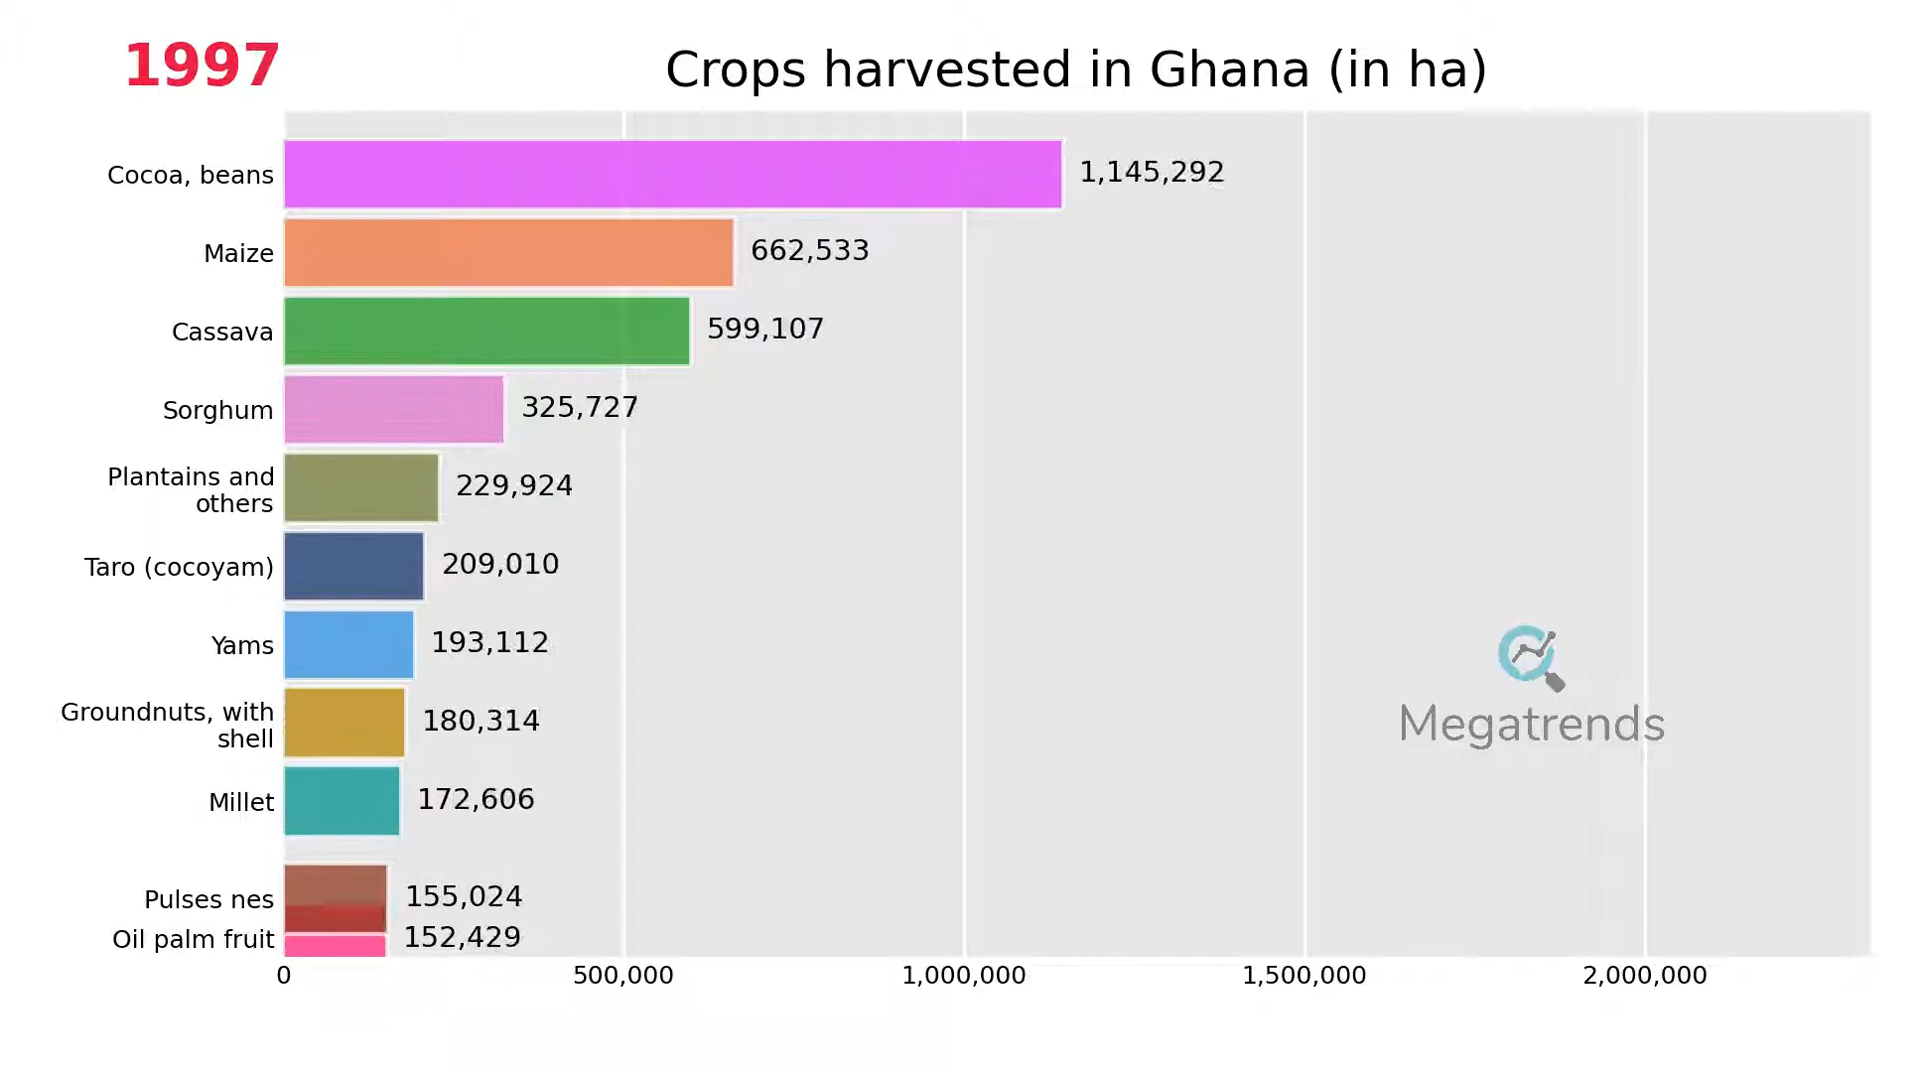 1997
Crops harvested in Ghana (in ha)
Cocoa, beans
1,145,292
Maize
662,533
Cassava
599,107
Sorghum
325,727
Plantains and
others
229,924
Taro (cocoyam)
209,010
Yams
193,112
Groundnuts, with
shell
180,314
Millet
172,606
Pulses nes
155,024
Oil palm fruit
152,429
0
500,000
1,000,000
1,500,000
2,000,000
Megatrends